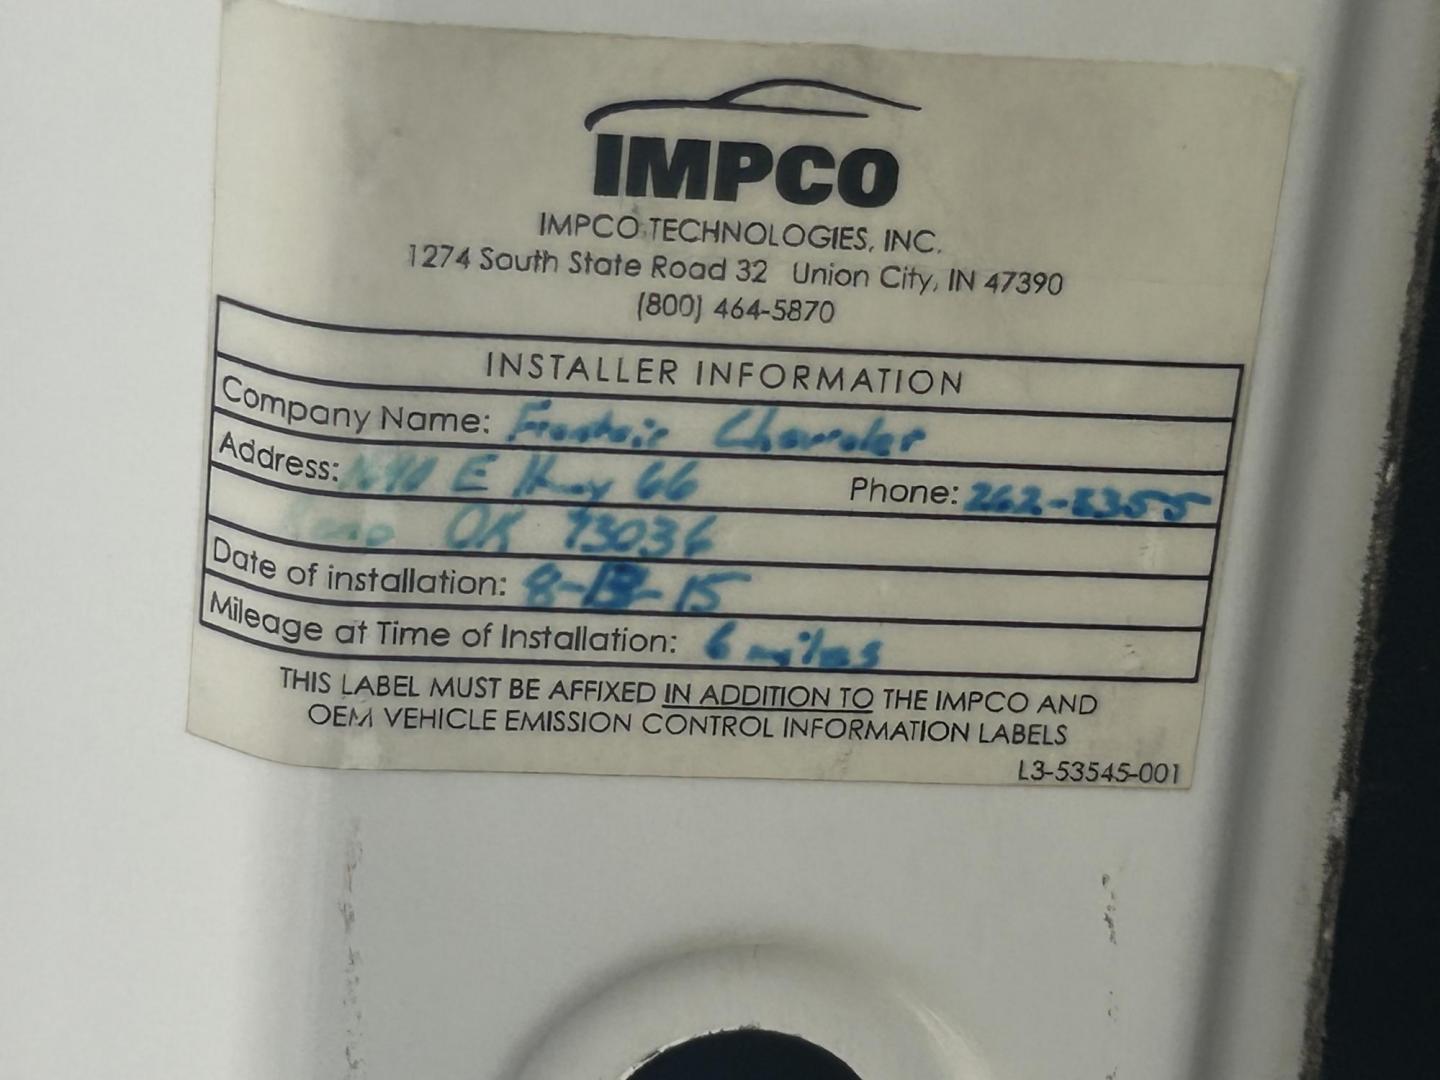 IMPCO
IMPCO TECHNOLOGIES, INC.
1274 South State Road 32 Union City, IN 47390
(800) 464-5870
INSTALLER INFORMATION
Company Name: Chevrolet
Address: E Hwy 66 Phone: 262-8355
OK 73036
Date of installation: 8-13-15
Mileage at Time of Installation: 6 miles
THIS LABEL MUST BE AFFIXED IN ADDITION TO THE IMPCO AND
OEM VEHICLE EMISSION CONTROL INFORMATION LABELS
L3-53545-001